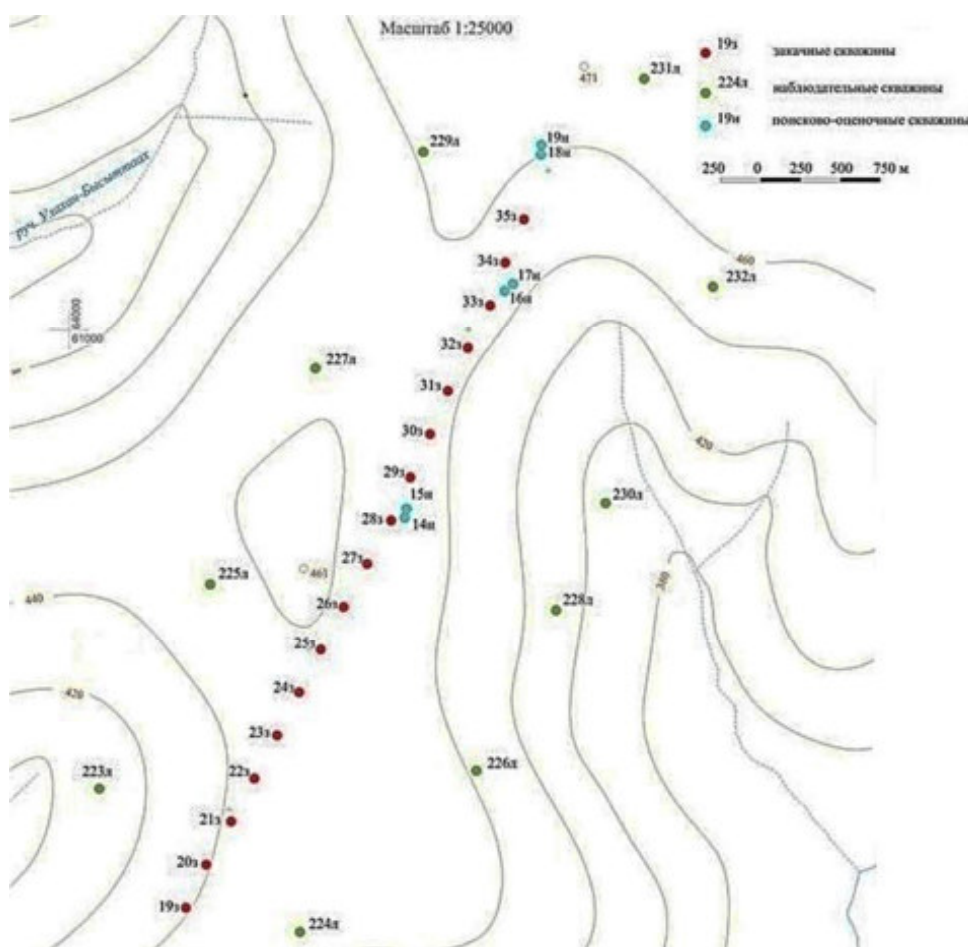 Масштаб 1:25000
19з закачные скважины
224л наблюдательные скважины
19и поисково-оценочные скважины
250 0 250 500 750 м
471
231л
229л
19и
18и
35з
34з
17и
16и
33з
460
232л
64000
61000
32з
227л
31з
30з
420
29з
15и
14и
28з
230л
27з
461
225л
26з
228л
440
25з
24з
420
23з
22з
223л
226л
21з
20з
19з
224л